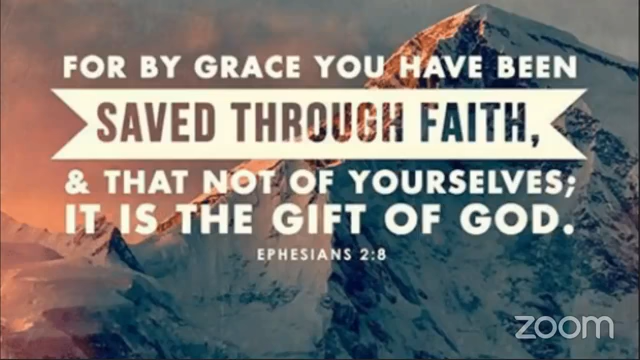 FOR BY GRACE YOU HAVE BEEN
SAVED THROUGH FAITH,
& THAT NOT OF YOURSELVES;
IT IS THE GIFT OF GOD.
EPHESIANS 2:8
zoom